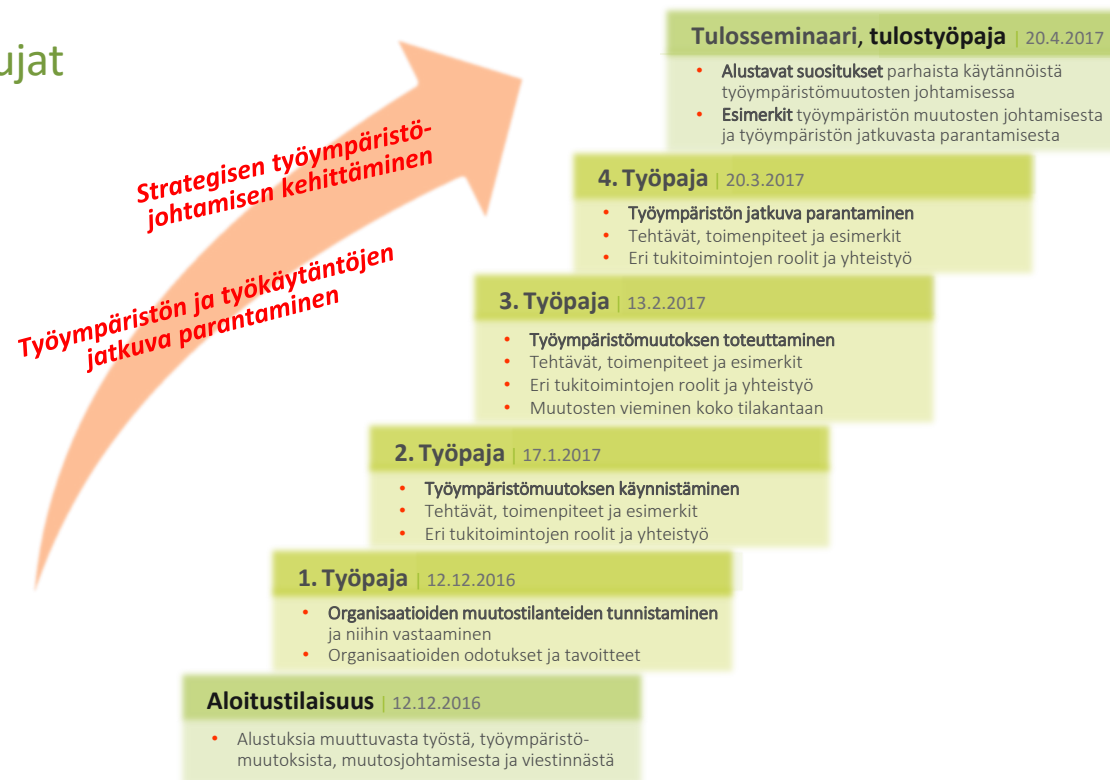 ujat
Strategisen työympäristö-
johtamisen kehittäminen
Työympäristön ja työkäytäntöjen
jatkuva parantaminen
Tulosseminaari, tulostyöpaja | 20.4.2017
• Alustavat suositukset parhaista käytännöistä
työympäristömuutosten johtamisessa
• Esimerkit työympäristön muutosten johtamisesta
ja työympäristön jatkuvasta parantamisesta
4. Työpaja | 20.3.2017
• Työympäristön jatkuva parantaminen
• Tehtävät, toimenpiteet ja esimerkit
• Eri tukitoimintojen roolit ja yhteistyö
3. Työpaja | 13.2.2017
• Työympäristömuutoksen toteuttaminen
• Tehtävät, toimenpiteet ja esimerkit
• Eri tukitoimintojen roolit ja yhteistyö
• Muutosten vieminen koko tilakantaan
2. Työpaja | 17.1.2017
• Työympäristömuutoksen käynnistäminen
• Tehtävät, toimenpiteet ja esimerkit
• Eri tukitoimintojen roolit ja yhteistyö
1. Työpaja | 12.12.2016
• Organisaatioiden muutostilanteiden tunnistaminen
ja niihin vastaaminen
• Organisaatioiden odotukset ja tavoitteet
Aloitustilaisuus | 12.12.2016
• Alustuksia muuttuvasta työstä, työympäristö-
muutoksista, muutosjohtamisesta ja viestinnästä